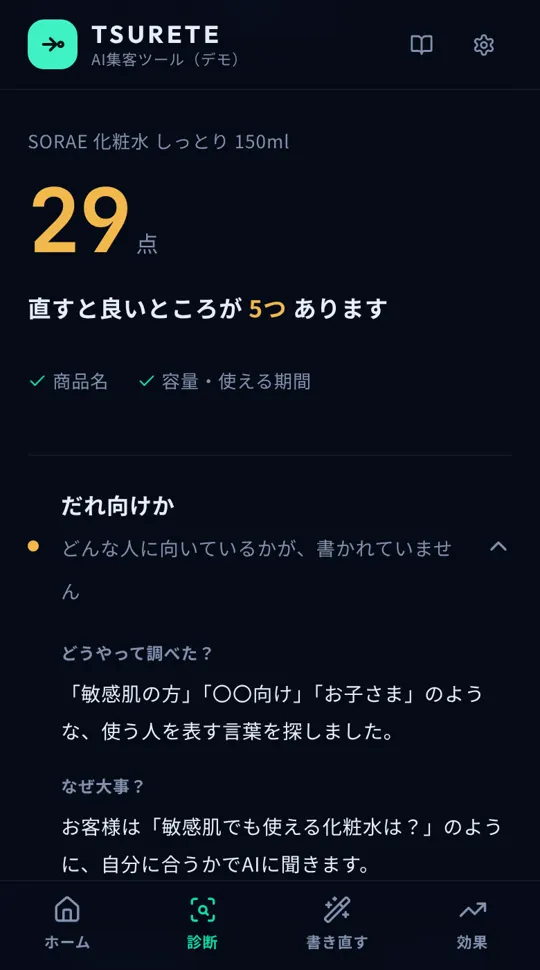 TSURETE
AI集客ツール（デモ）
SORAE 化粧水 しっとり 150ml
29点
直すと良いところが 5つ あります
商品名 容量・使える期間
だれ向けか
どんな人に向いているかが、書かれていませ
ん
どうやって調べた？
「敏感肌の方」「〇〇向け」「お子さま」のよう
な、使う人を表す言葉を探しました。
なぜ大事？
お客様は「敏感肌でも使える化粧水は？」のよう
に、自分に合うかでAIに聞きます。
ホーム 診断 書き直す 効果